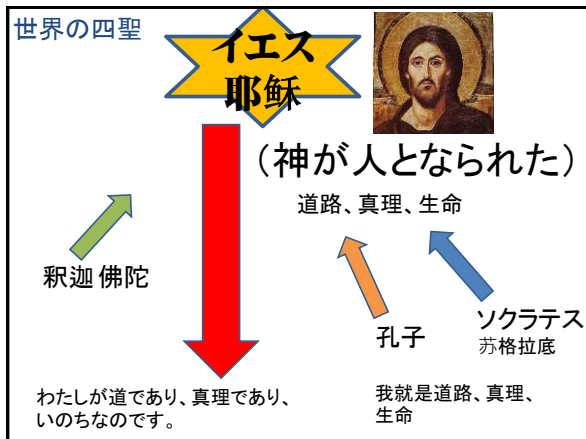 世界の四聖
イエス
耶稣
（神が人となられた）
道路、真理、生命
釈迦 佛陀
孔子
ソクラテス
苏格拉底
わたしが道であり、真理であり、
いのちなのです。
我就是道路、真理、
生命